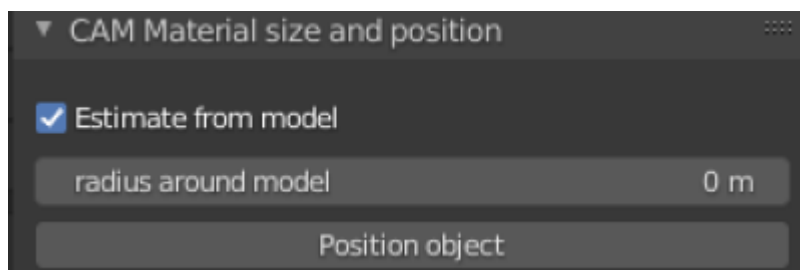 CAM Material size and position
Estimate from model
radius around model 0 m
Position object